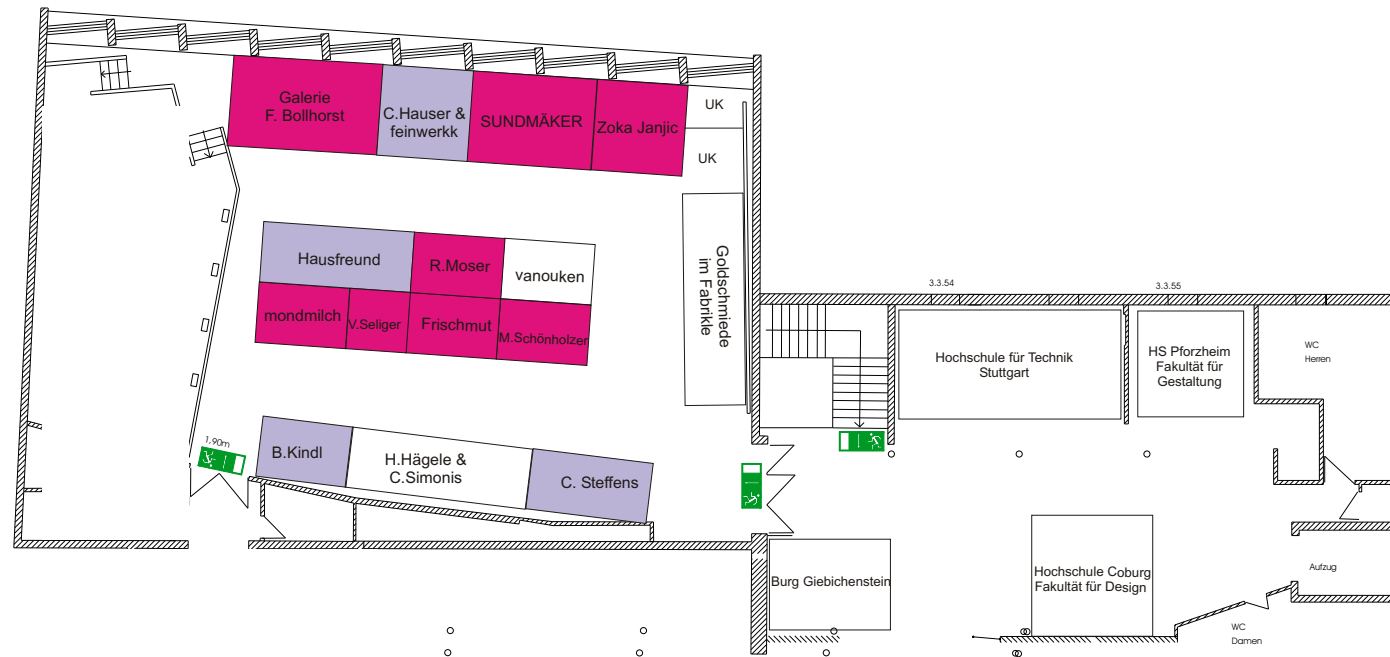 Galerie
F. Bollhorst
C.Hauser &
feinwerkk
SUNDMÄKER
Zoka Janjic
UK
UK
Hausfreund
R.Moser
vanouken
mondmilch
V.Seliger
Frischmut
M.Schönholzer
Goldschmiede
im Fabrikle
3.3.54
3.3.55
Hochschule für Technik
Stuttgart
HS Pforzheim
Fakultät für
Gestaltung
WC
Herren
1,90m
B.Kindl
H.Hägele &
C.Simonis
C. Steffens
Burg Giebichenstein
Hochschule Coburg
Fakultät für Design
Aufzug
WC
Damen